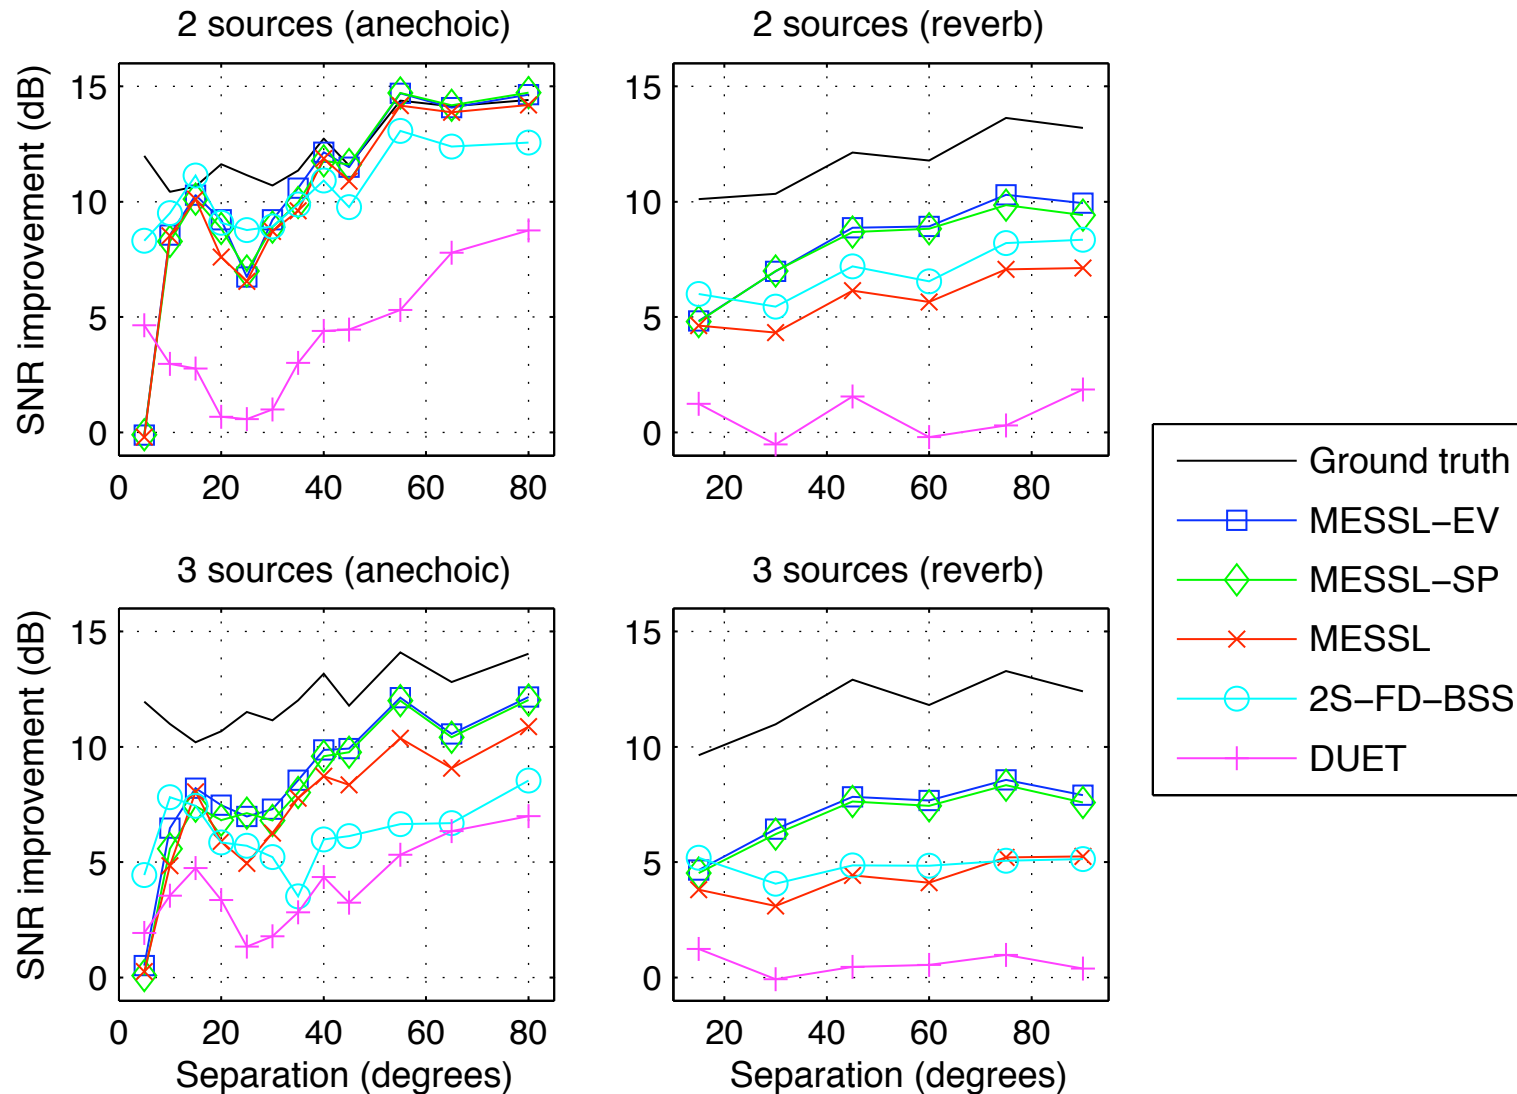 2 sources (anechoic)
2 sources (reverb)
SNR improvement (dB)
15
10
5
0
0 20 40 60 80
15
10
5
0
20 40 60 80
3 sources (anechoic)
3 sources (reverb)
SNR improvement (dB)
15
10
5
0
0 20 40 60 80
Separation (degrees)
15
10
5
0
20 40 60 80
Separation (degrees)
Ground truth
MESSL−EV
MESSL−SP
MESSL
2S−FD−BSS
DUET